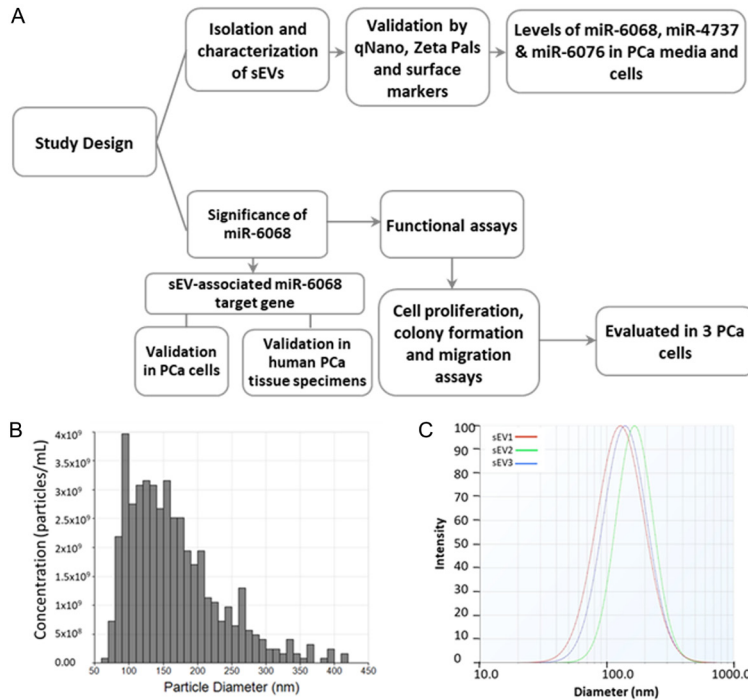 A
Isolation and
characterization
of sEVs
Validation by
qNano, Zeta Pals
and surface
markers
Levels of miR-6068, miR-4737
& miR-6076 in PCa media and
cells
Study Design
Significance of
miR-6068
Functional assays
sEV-associated miR-6068
target gene
Validation
in PCa cells
Validation in
human PCa
tissue specimens
Cell proliferation,
colony formation
and migration
assays
Evaluated in 3 PCa
cells
B
Concentration (particles/mL)
4x10⁹
3.5x10⁹
3x10⁹
2.5x10⁹
2x10⁹
1.5x10⁹
1x10⁹
5x10⁸
0.00
50 100 150 200 250 300 350 400 450
Particle Diameter (nm)
C
sEV1
sEV2
sEV3
Intensity
100
90
80
70
60
50
40
30
20
10
0
10.0 100.0 1000.0
Diameter (nm)